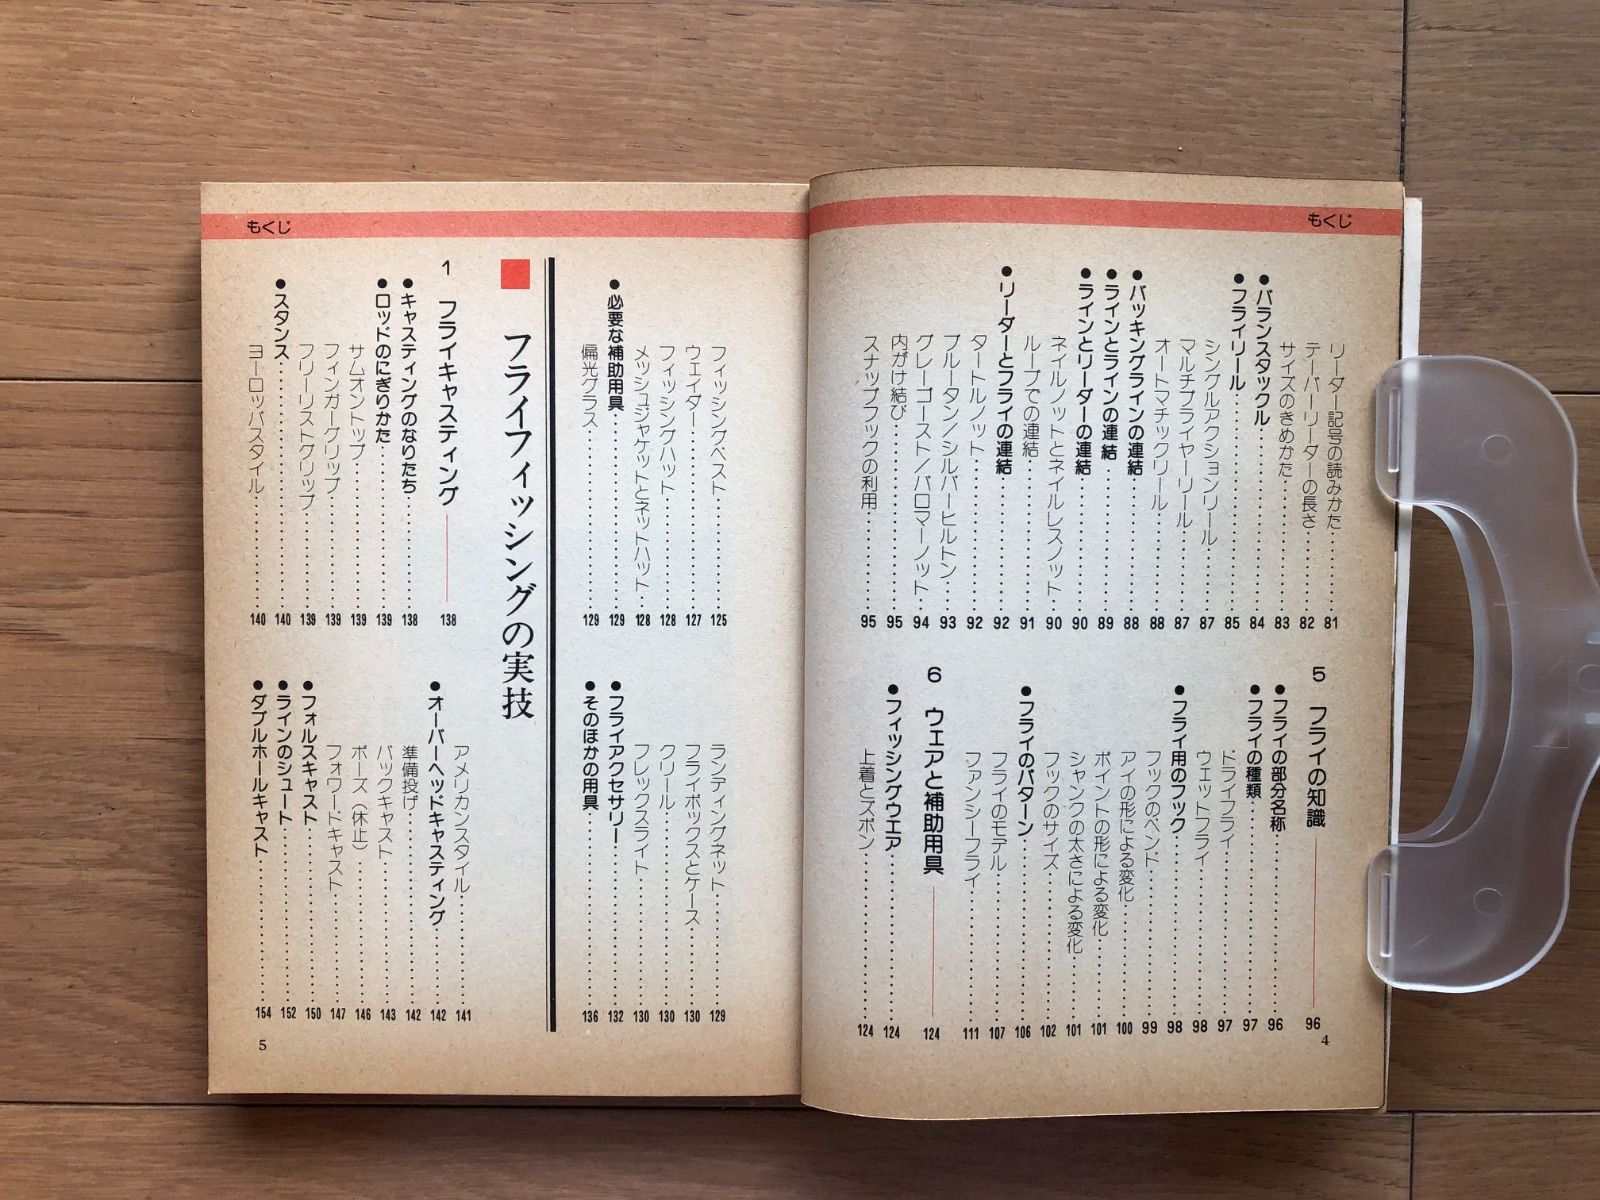 もくじ
リーダー記号の読みかた……81
テーパーリーダーの長さ……82
サイズのきめかた……83
●バランスタックル……84
●フライリール……85
シングルアクションリール……87
マルチプライヤーリール……87
オートマチックリール……88
●バッキングラインの連結……88
●ラインとラインの連結……89
●ラインとリーダーの連結……90
ネイルノットとネイルレスノット……90
ループでの連結……91
●リーダーとフライの連結……92
タートルノット……92
ブルータン/シルバーヒルトン……93
グレーゴースト/パロマーノット……94
内がけ結び……95
スナップフックの利用……95
5 フライの知識 96
●フライの部分名称……96
●フライの種類……97
ドライフライ……97
ウェットフライ……98
●フライ用のフック……98
フックのベンド……99
アイの形による変化……100
ポイントの形による変化……101
シャンクの太さによる変化……101
フックのサイズ……102
●フライのパターン……106
フライのモデル……107
ファンシーフライ……111
6 ウェアと補助用具 124
●フィッシングウェア……124
上着とズボン……124
4
もくじ
フィッシングベスト……125
ウェイダー……127
フィッシングハット……128
メッシュジャケットとネットハット……128
●必要な補助用具……129
偏光グラス……129
ランディングネット……129
フライボックスとケース……130
クリール……130
フレックスライト……130
●フライアクセサリー……132
●そのほかの用具……136
■ フライフィッシングの実技
1 フライキャスティング 138
●キャスティングのなりたち……138
●ロッドのにぎりかた……139
サムオントップ……139
フィンガーグリップ……139
フリーリストグリップ……139
●スタンス……140
ヨーロッパスタイル……140
アメリカンスタイル……141
●オーバーヘッドキャスティング……142
準備投げ……142
バックキャスト……143
ポーズ(休止)……146
フォワードキャスト……147
●フォルスキャスト……150
●ラインのシュート……152
●ダブルホールキャスト……154
5